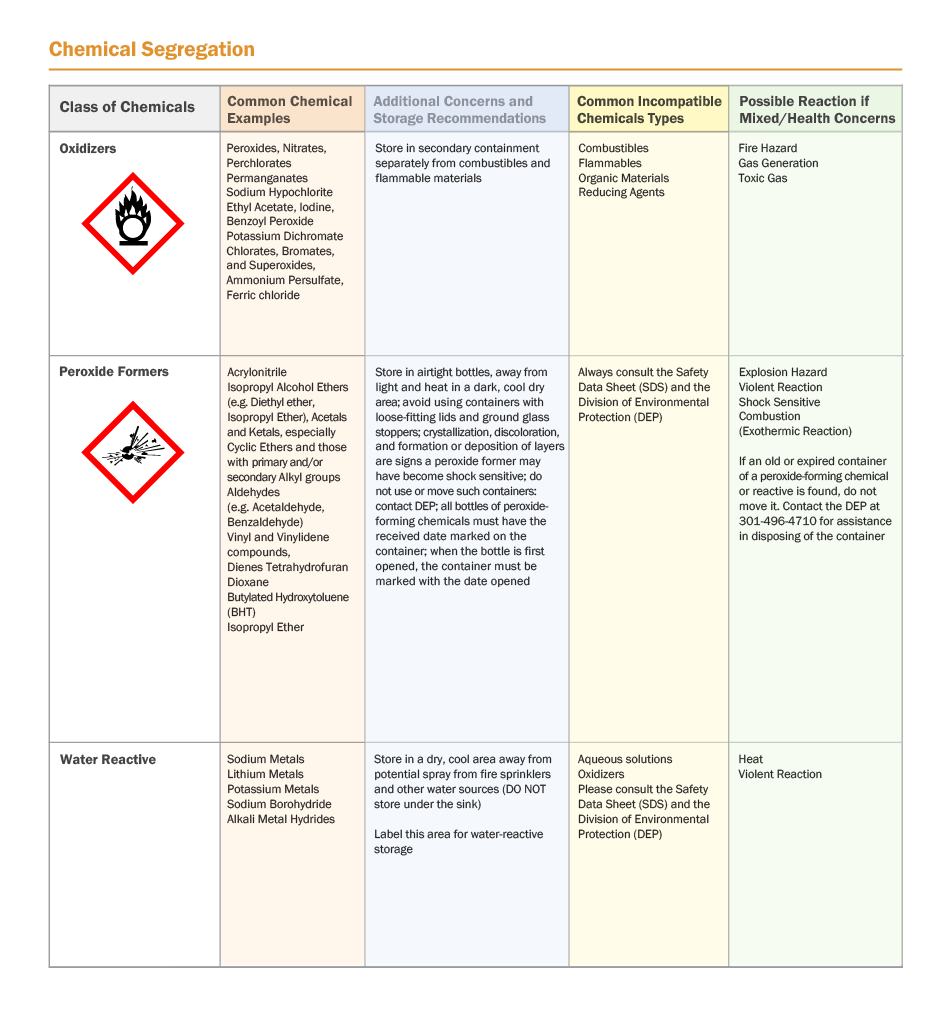 Chemical Segregation
Class of Chemicals
Common Chemical
Examples
Additional Concerns and
Storage Recommendations
Common Incompatible
Chemicals Types
Possible Reaction if
Mixed/Health Concerns
Oxidizers
Peroxides, Nitrates,
Perchlorates
Permanganates
Sodium Hypochlorite
Ethyl Acetate, Iodine,
Benzoyl Peroxide
Potassium Dichromate
Chlorates, Bromates,
and Superoxides,
Ammonium Persulfate,
Ferric chloride
Store in secondary containment
separately from combustibles and
flammable materials
Combustibles
Flammables
Organic Materials
Reducing Agents
Fire Hazard
Gas Generation
Toxic Gas
Peroxide Formers
Acrylonitrile
Isopropyl Alcohol Ethers
(e.g. Diethyl ether,
Isopropyl Ether), Acetals
and Ketals, especially
Cyclic Ethers and those
with primary and/or
secondary Alkyl groups
Aldehydes
(e.g. Acetaldehyde,
Benzaldehyde)
Vinyl and Vinylidene
compounds,
Dienes Tetrahydrofuran
Dioxane
Butylated Hydroxytoluene
(BHT)
Isopropyl Ether
Store in airtight bottles, away from
light and heat in a dark, cool dry
area; avoid using containers with
loose-fitting lids and ground glass
stoppers; crystallization, discoloration,
and formation or deposition of layers
are signs a peroxide former may
have become shock sensitive; do
not use or move such containers:
contact DEP; all bottles of peroxide-
forming chemicals must have the
received date marked on the
container; when the bottle is first
opened, the container must be
marked with the date opened
Always consult the Safety
Data Sheet (SDS) and the
Division of Environmental
Protection (DEP)
Explosion Hazard
Violent Reaction
Shock Sensitive
Combustion
(Exothermic Reaction)
If an old or expired container
of a peroxide-forming chemical
or reactive is found, do not
move it. Contact the DEP at
301-496-4710 for assistance
in disposing of the container
Water Reactive
Sodium Metals
Lithium Metals
Potassium Metals
Sodium Borohydride
Alkali Metal Hydrides
Store in a dry, cool area away from
potential spray from fire sprinklers
and other water sources (DO NOT
store under the sink)
Label this area for water-reactive
storage
Aqueous solutions
Oxidizers
Please consult the Safety
Data Sheet (SDS) and the
Division of Environmental
Protection (DEP)
Heat
Violent Reaction